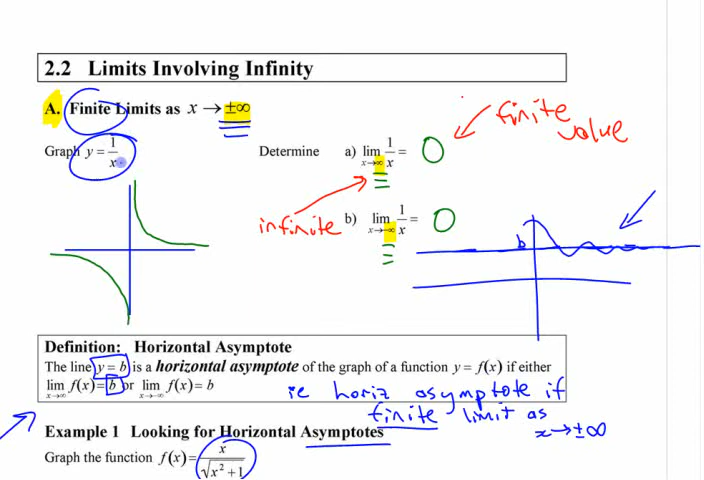 2.2 Limits Involving Infinity
A. Finite Limits as x → ±∞
finite value
Graph y = 1/x
Determine a) lim x→∞ 1/x = 0
infinite
b) lim x→-∞ 1/x = 0
b
Definition: Horizontal Asymptote
The line y = b is a horizontal asymptote of the graph of a function y = f(x) if either
lim x→∞ f(x) = b or lim x→-∞ f(x) = b
ie horiz asymptote if
finite limit as
x → ±∞
Example 1 Looking for Horizontal Asymptotes
Graph the function f(x) = x/√(x² + 1)